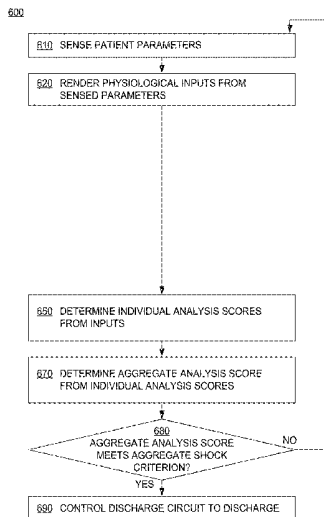 600
610 SENSE PATIENT PARAMETERS
620 RENDER PHYSIOLOGICAL INPUTS FROM
SENSED PARAMETERS
650 DETERMINE INDIVIDUAL ANALYSIS SCORES
FROM INPUTS
670 DETERMINE AGGREGATE ANALYSIS SCORE
FROM INDIVIDUAL ANALYSIS SCORES
680
AGGREGATE ANALYSIS SCORE
MEETS AGGREGATE SHOCK
CRITERION?
NO
YES
690 CONTROL DISCHARGE CIRCUIT TO DISCHARGE